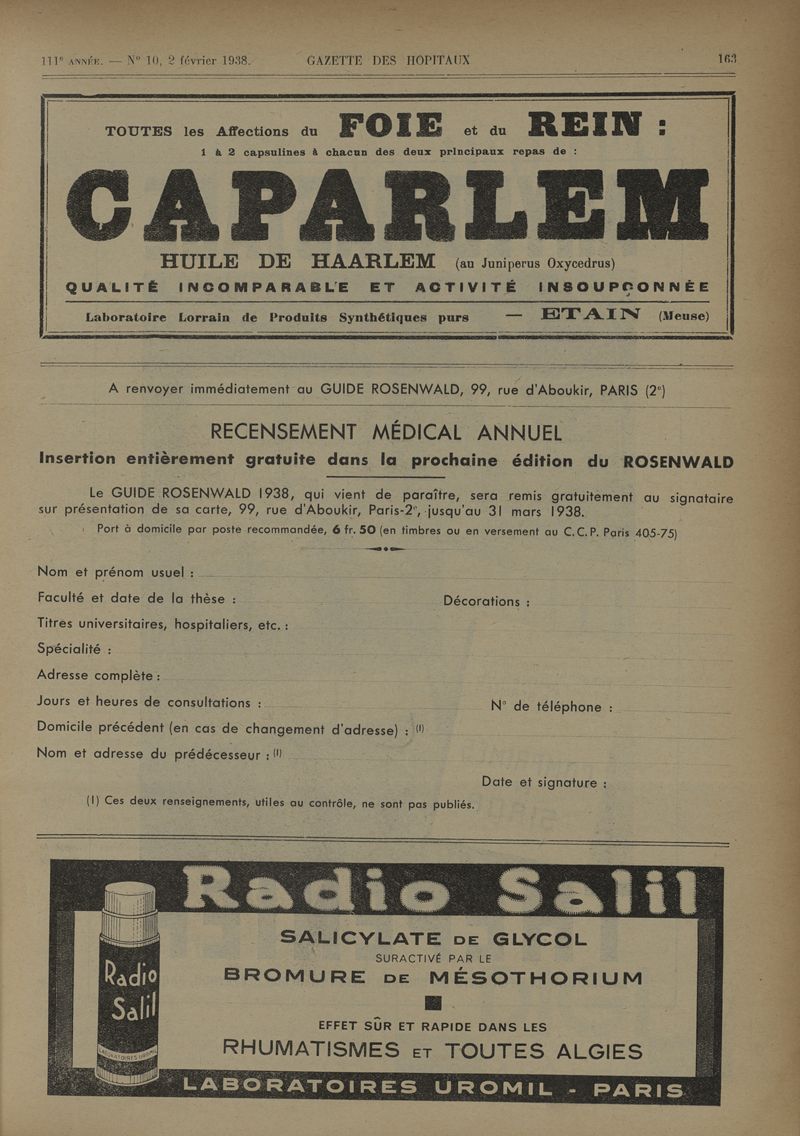 111e ANNÉE. — No 10, 2 février 1938. GAZETTE DES HOPITAUX 163
TOUTES les Affections du FOIE et du REIN :
1 à 2 capsulines à chacun des deux principaux repas de :
CAPARLEM
HUILE DE HAARLEM (au Juniperus Oxycedrus)
QUALITÉ INCOMPARABLE ET ACTIVITÉ INSOUPÇONNÉE
Laboratoire Lorrain de Produits Synthétiques purs — ETAIN (Meuse)
A renvoyer immédiatement au GUIDE ROSENWALD, 99, rue d'Aboukir, PARIS (2e)
RECENSEMENT MÉDICAL ANNUEL
Insertion entièrement gratuite dans la prochaine édition du ROSENWALD
Le GUIDE ROSENWALD 1938, qui vient de paraître, sera remis gratuitement au signataire
sur présentation de sa carte, 99, rue d'Aboukir, Paris-2e, jusqu'au 31 mars 1938.
Port à domicile par poste recommandée, 6 fr. 50 (en timbres ou en versement au C.C.P. Paris 405-75)
Nom et prénom usuel :
Faculté et date de la thèse : Décorations :
Titres universitaires, hospitaliers, etc. :
Spécialité :
Adresse complète :
Jours et heures de consultations : No de téléphone :
Domicile précédent (en cas de changement d'adresse) : (1)
Nom et adresse du prédécesseur : (1)
Date et signature :
(1) Ces deux renseignements, utiles au contrôle, ne sont pas publiés.
Radio Salil
SALICYLATE DE GLYCOL
SURACTIVÉ PAR LE
BROMURE DE MÉSOTHORIUM
EFFET SÛR ET RAPIDE DANS LES
RHUMATISMES ET TOUTES ALGIES
Radio
Salil
LABORATOIRES UROMIL
LABORATOIRES UROMIL - PARIS